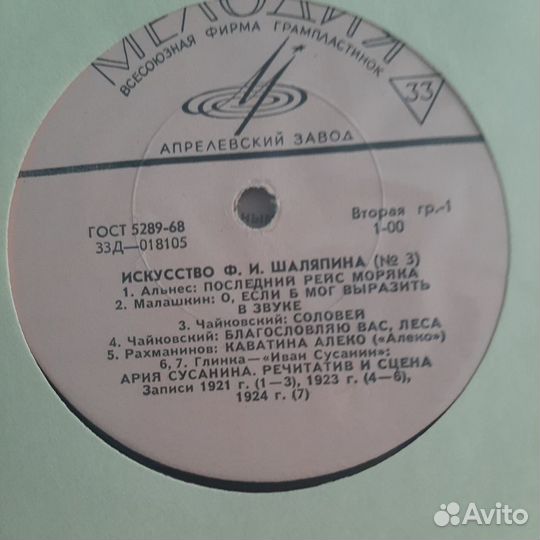 МЕЛОДИЯ
ВСЕСОЮЗНАЯ ФИРМА ГРАМПЛАСТИНОК
33
АПРЕЛЕВСКИЙ ЗАВОД
ГОСТ 5289-68
33Д—018105
Вторая гр.-1
1-00
ИСКУССТВО Ф. И. ШАЛЯПИНА (№ 3)
1. Альнес: ПОСЛЕДНИЙ РЕЙС МОРЯКА
2. Малашкин: О, ЕСЛИ Б МОГ ВЫРАЗИТЬ
В ЗВУКЕ
3. Чайковский: СОЛОВЕЙ
4. Чайковский: БЛАГОСЛОВЛЯЮ ВАС, ЛЕСА
5. Рахманинов: КАВАТИНА АЛЕКО («Алеко»)
6, 7. Глинка—«Иван Сусанин»:
АРИЯ СУСАНИНА. РЕЧИТАТИВ И СЦЕНА
Записи 1921 г. (1—3), 1923 г. (4—6),
1924 г. (7)
Avito